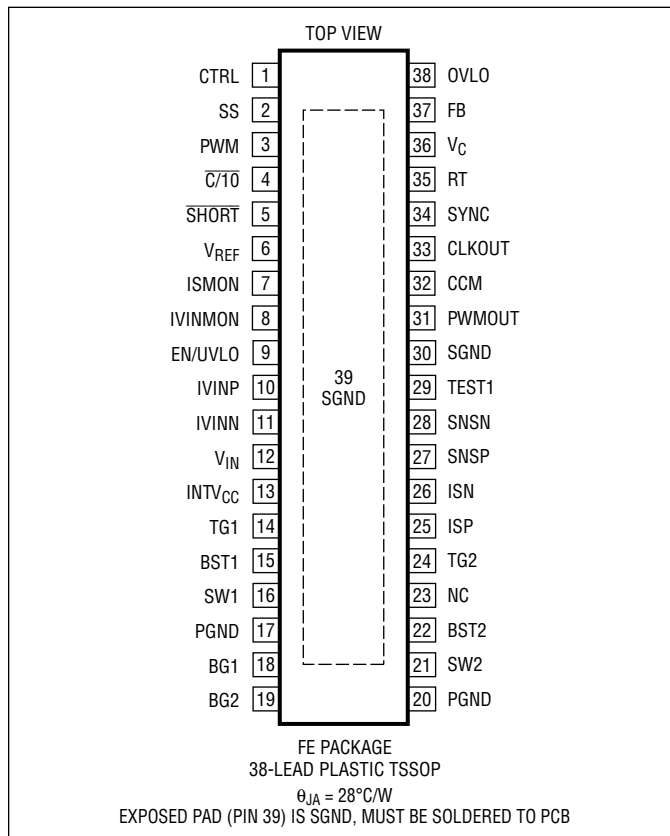 TOP VIEW
CTRL 1 38 OVLO
SS 2 37 FB
PWM 3 36 VC
C/10 4 35 RT
SHORT 5 34 SYNC
VREF 6 33 CLKOUT
ISMON 7 32 CCM
IVINMON 8 31 PWMOUT
EN/UVLO 9 30 SGND
IVINP 10 29 TEST1
IVINN 11 28 SNSN
VIN 12 27 SNSP
INTVCC 13 26 ISN
TG1 14 25 ISP
BST1 15 24 TG2
SW1 16 23 NC
PGND 17 22 BST2
BG1 18 21 SW2
BG2 19 20 PGND
39
SGND
FE PACKAGE
38-LEAD PLASTIC TSSOP
θJA = 28°C/W
EXPOSED PAD (PIN 39) IS SGND, MUST BE SOLDERED TO PCB